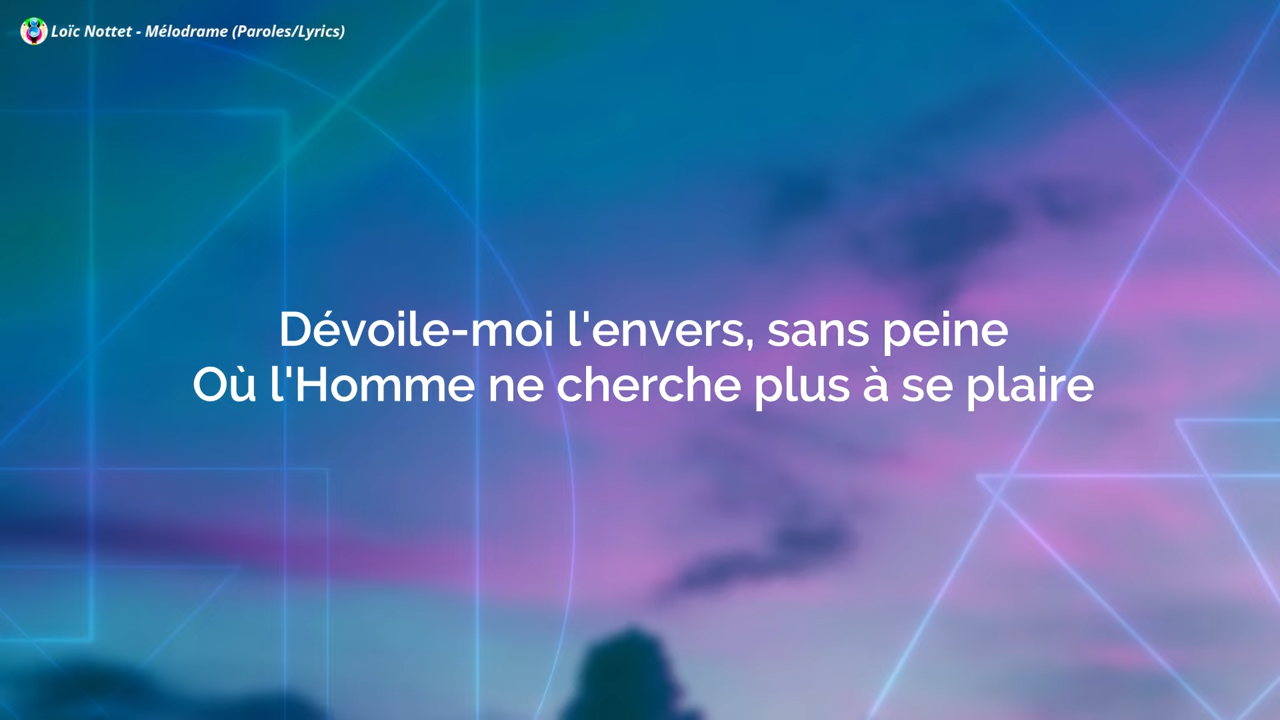 Loïc Nottet - Mélodrame (Paroles/Lyrics)
Dévoile-moi l'envers, sans peine
Où l'Homme ne cherche plus à se plaire